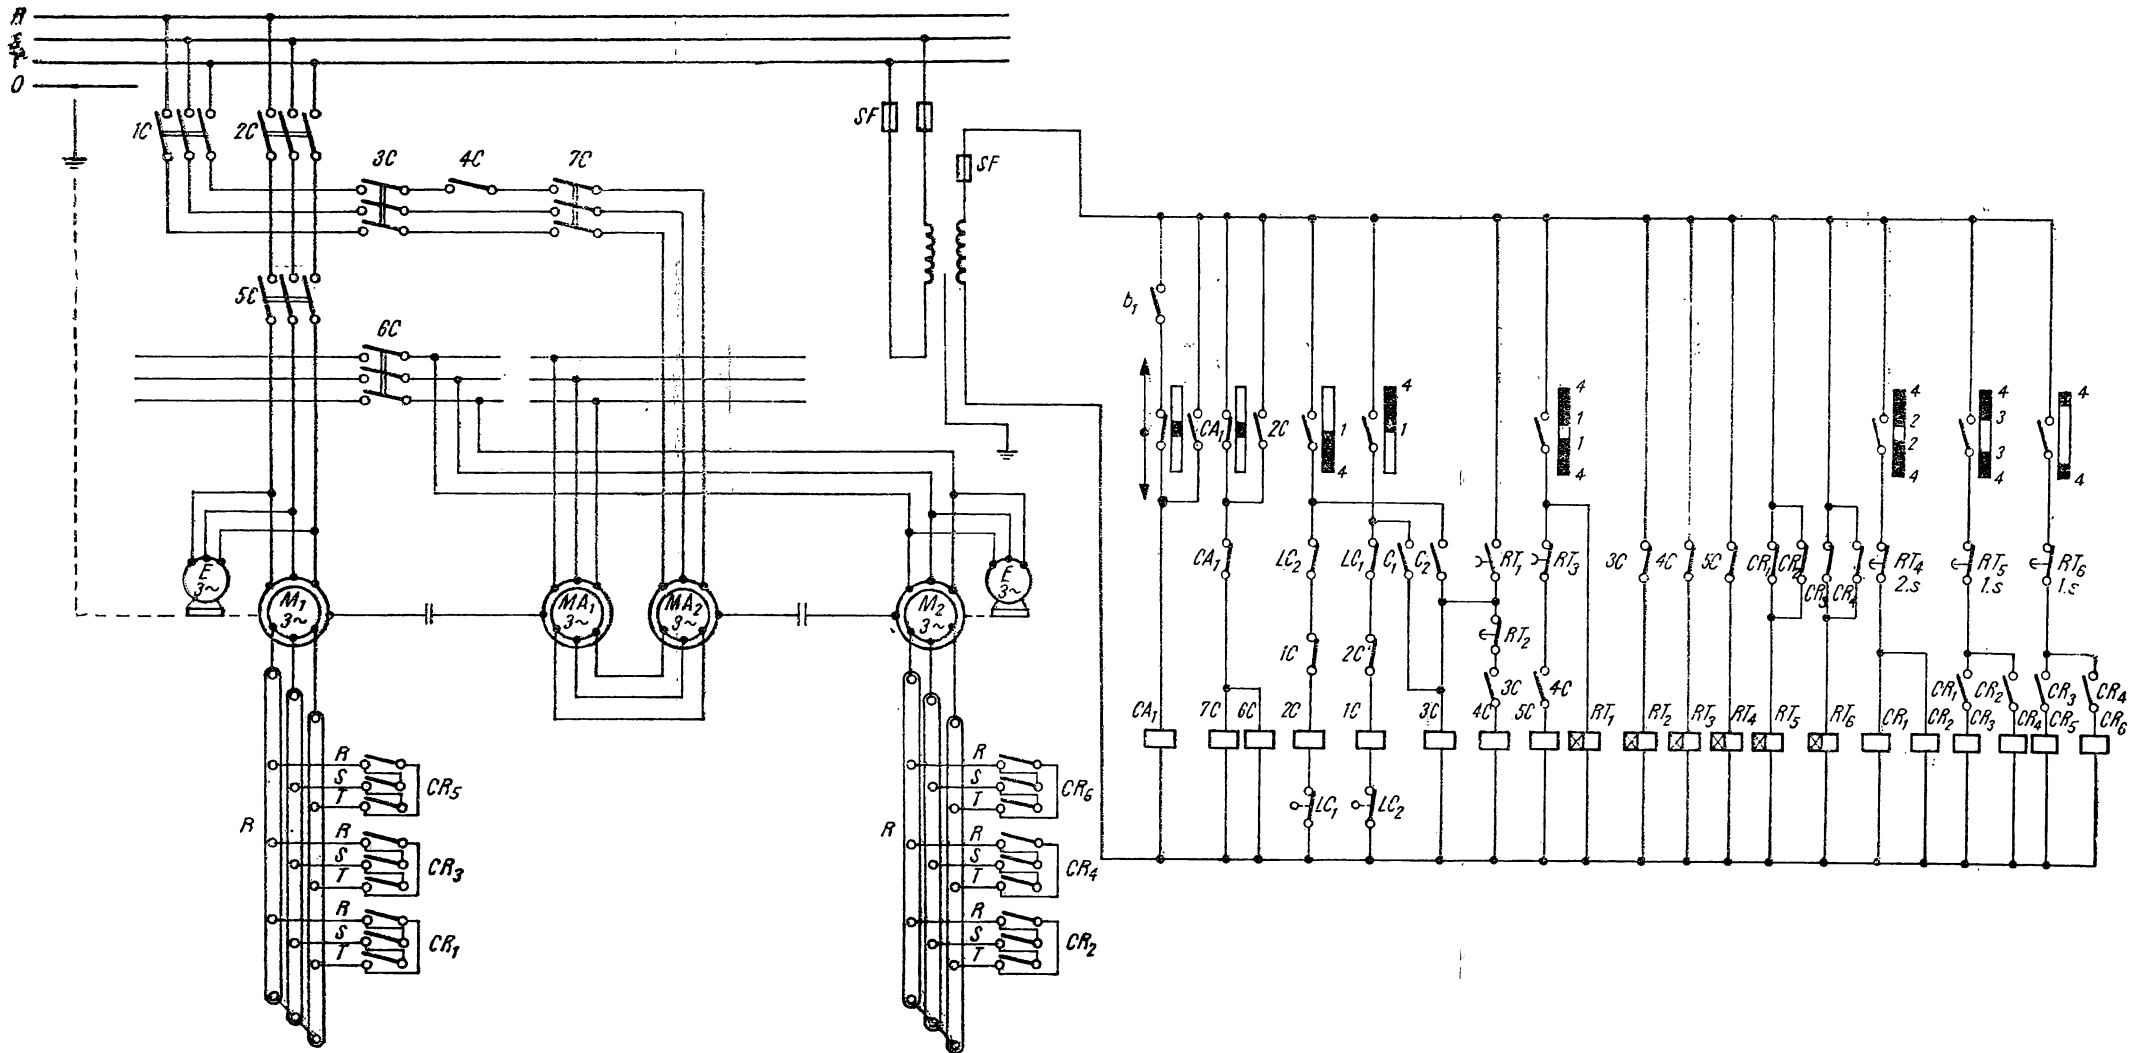 R
O
1C
2C
3C
4C
7C
SF
SF
5C
6C
b₁
CA₁
2C
4
1
1
4
4
1
1
4
4
2
2
4
4
3
3
4
4
4
E
3~
M₁
3~
MA₁
3~
MA₂
3~
M₂
3~
E
3~
CA₁
LC₂
LC₁
C₁
C₂
RT₁
RT₃
3C
4C
5C
CR₁
CR₂
CR₃
CR₄
RT₄
2.s
RT₅
1.s
RT₆
1.s
1C
2C
RT₂
3C
4C
CR₁
CR₂
CR₃
CR₄
CA₁
7C
6C
2C
1C
3C
4C
5C
RT₁
RT₂
RT₃
RT₄
RT₅
RT₆
CR₁
CR₂
CR₃
CR₄
CR₅
CR₆
LC₁
LC₂
R
R
S
T
CR₅
R
S
T
CR₃
R
S
T
CR₁
R
R
S
T
CR₆
R
S
T
CR₄
R
S
T
CR₂